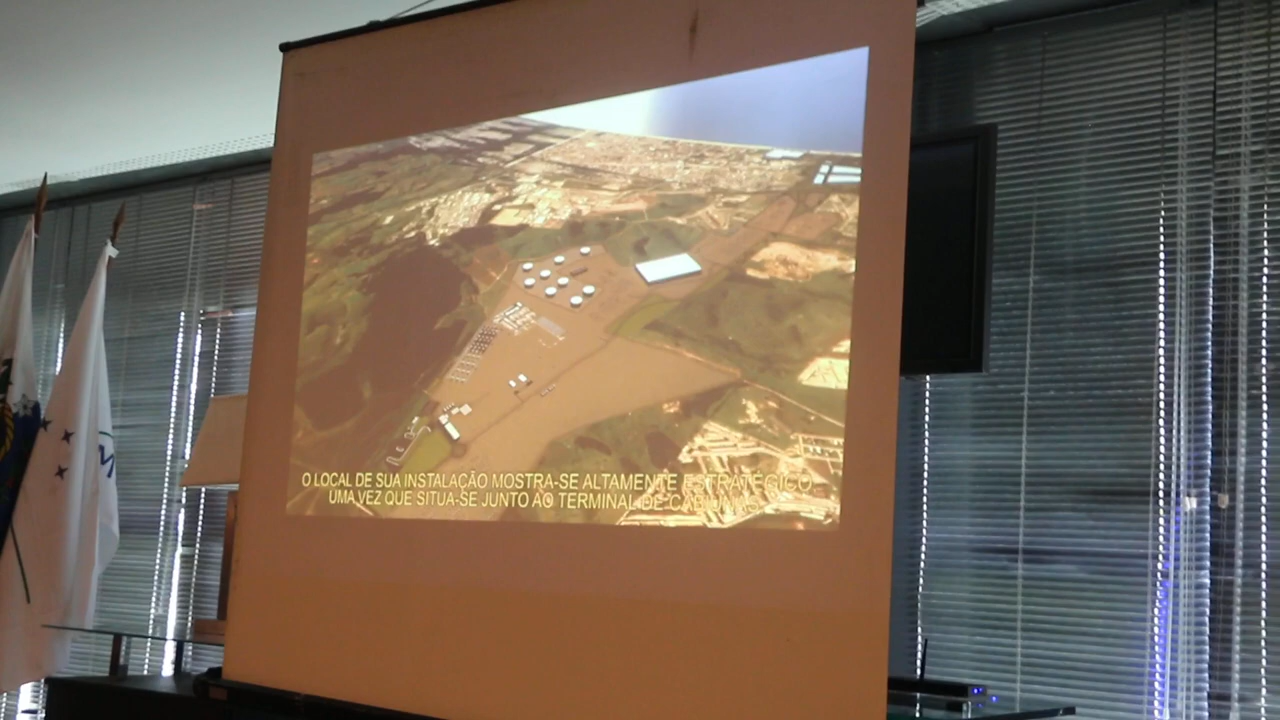 O LOCAL DE SUA INSTALAÇÃO MOSTRA-SE ALTAMENTE ESTRATÉGICO,
UMA VEZ QUE SITUA-SE JUNTO AO TERMINAL DE CABIÚNAS